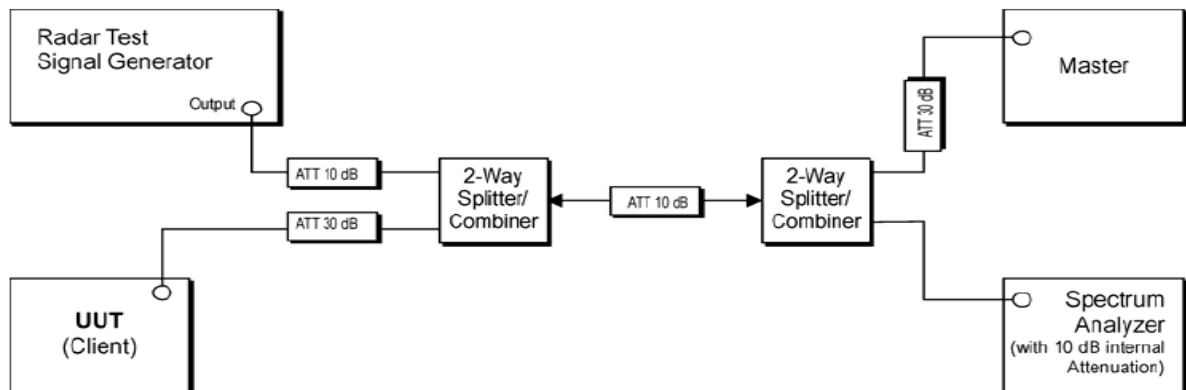 Radar Test
Signal Generator
Output
ATT 10 dB
ATT 30 dB
2-Way
Splitter/
Combiner
ATT 10 dB
2-Way
Splitter/
Combiner
ATT 30 dB
Master
UUT
(Client)
Spectrum
Analyzer
(with 10 dB internal
Attenuation)